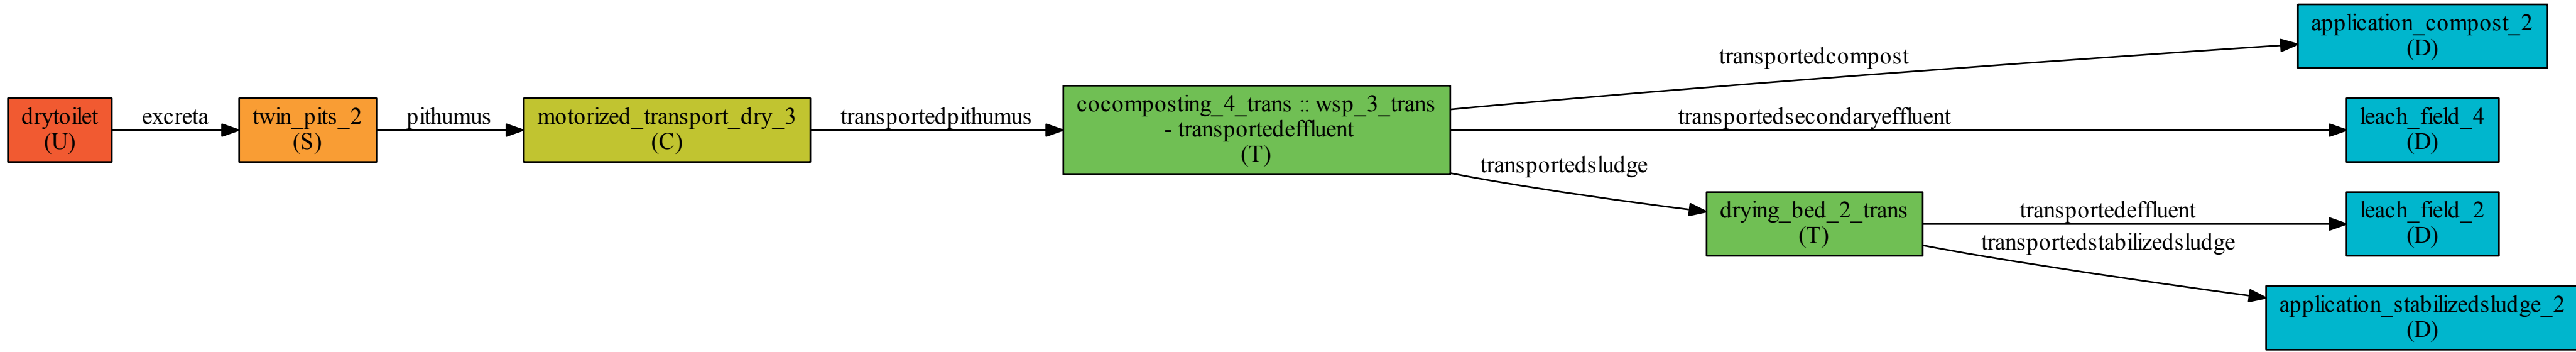 drytoilet
(U)
excreta
twin_pits_2
(S)
pithumus
motorized_transport_dry_3
(C)
transportedpithumus
cocomposting_4_trans :: wsp_3_trans
- transportedeffluent
(T)
transportedcompost
application_compost_2
(D)
transportedsecondaryeffluent
leach_field_4
(D)
transportedsludge
drying_bed_2_trans
(T)
transportedeffluent
leach_field_2
(D)
transportedstabilizedsludge
application_stabilizedsludge_2
(D)